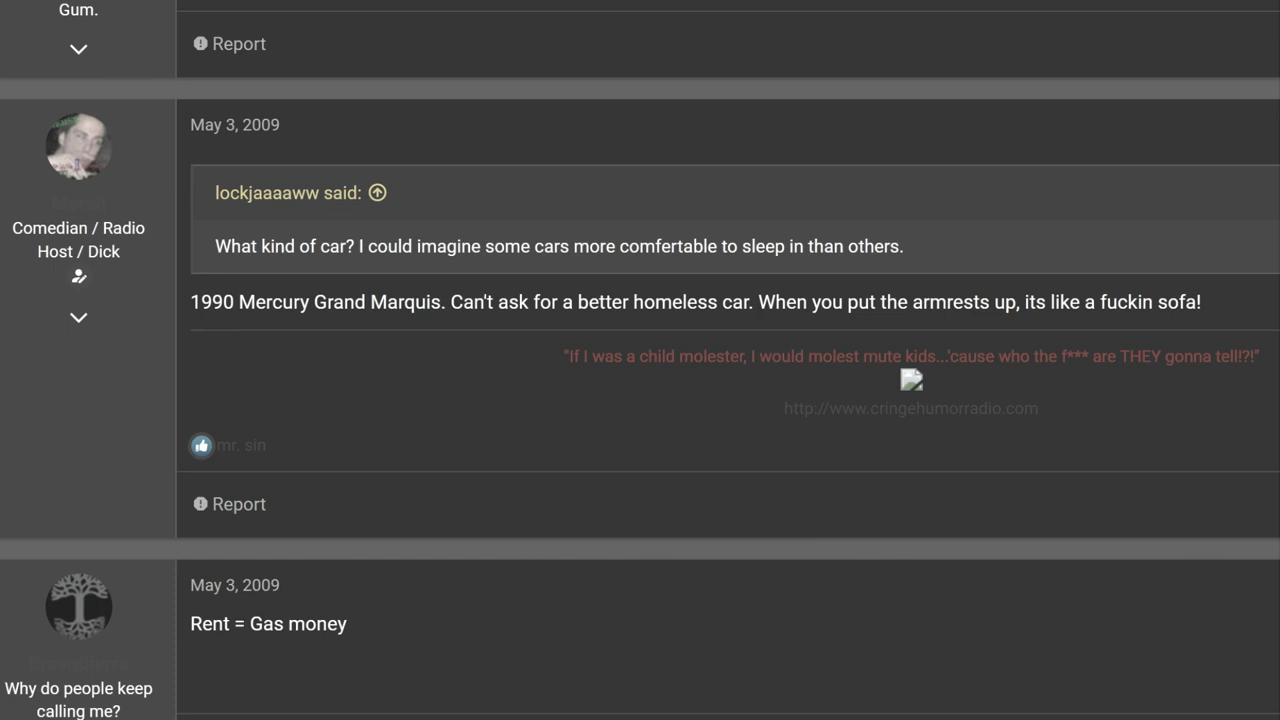 Gum.
Report
May 3, 2009
lockjaaaaww said:
What kind of car? I could imagine some cars more comfertable to sleep in than others.
Comedian / Radio
Host / Dick
1990 Mercury Grand Marquis. Can't ask for a better homeless car. When you put the armrests up, its like a fuckin sofa!
"If I was a child molester, I would molest mute kids...'cause who the f*** are THEY gonna tell!?!"
http://www.cringehumorradio.com
mr. sin
Report
May 3, 2009
Rent = Gas money
Why do people keep
calling me?